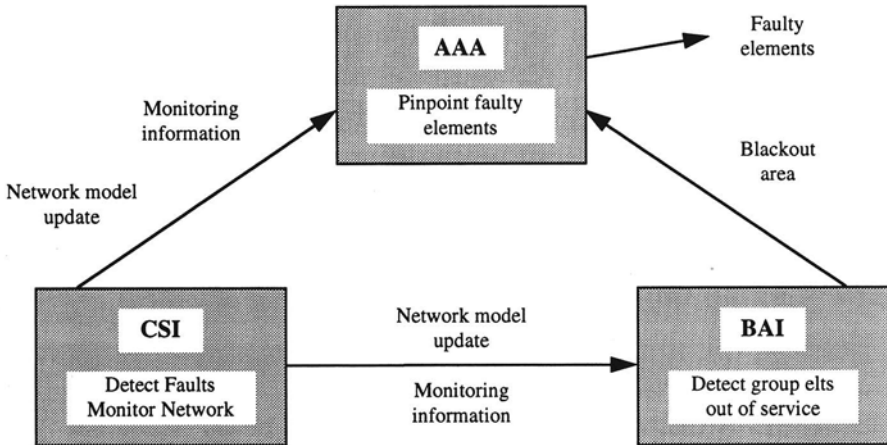 AAA
Pinpoint faulty
elements
Faulty
elements
Monitoring
information
Network model
update
Blackout
area
CSI
Detect Faults
Monitor Network
Network model
update
Monitoring
information
BAI
Detect group elts
out of service